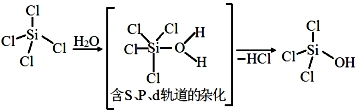 Cl
Cl Si Cl
Cl
H₂O
Cl Cl
Cl Si O H
H
Cl
含S、P、d轨道的杂化
-HCl
Cl
Cl Si OH
Cl